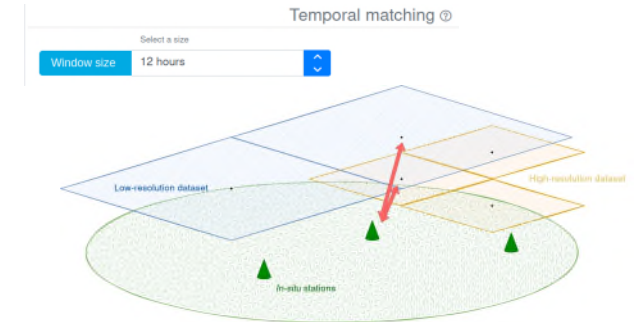 Temporal matching ?
Select a size
Window size
12 hours
Low-resolution dataset
High-resolution dataset
In-situ stations